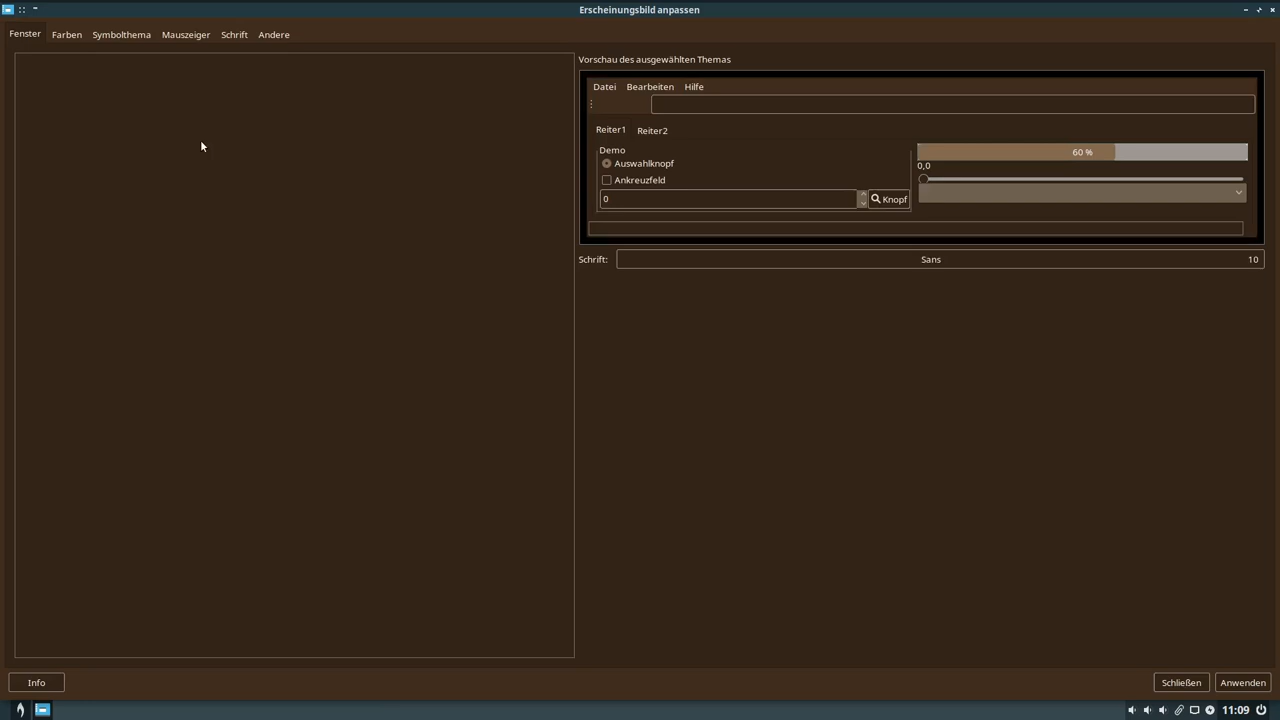 Erscheinungsbild anpassen
Fenster Farben Symbolthema Mauszeiger Schrift Andere
Vorschau des ausgewählten Themas
Datei Bearbeiten Hilfe
Reiter1 Reiter2
Demo
Auswahlknopf
Ankreuzfeld
0
Knopf
60 %
0,0
Schrift: Sans 10
Info
Schließen Anwenden
11:09